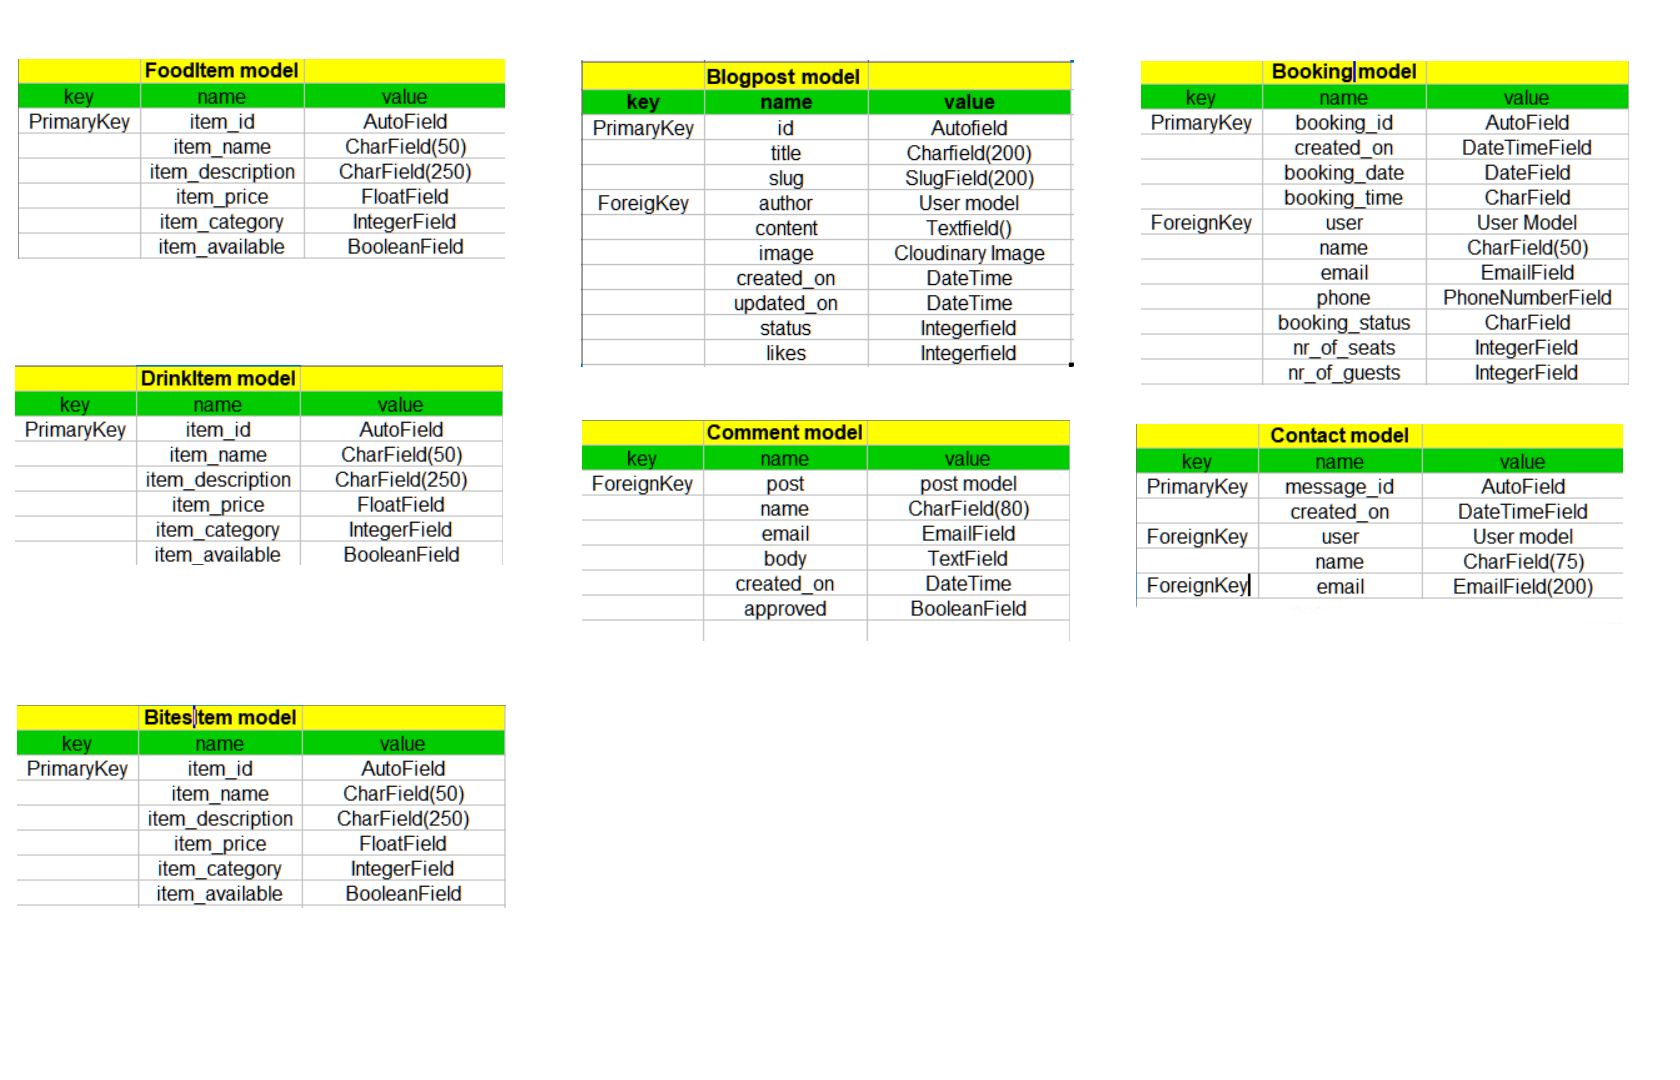 FoodItem model
key name value
PrimaryKey item_id AutoField
item_name CharField(50)
item_description CharField(250)
item_price FloatField
item_category IntegerField
item_available BooleanField
DrinkItem model
key name value
PrimaryKey item_id AutoField
item_name CharField(50)
item_description CharField(250)
item_price FloatField
item_category IntegerField
item_available BooleanField
BitesItem model
key name value
PrimaryKey item_id AutoField
item_name CharField(50)
item_description CharField(250)
item_price FloatField
item_category IntegerField
item_available BooleanField
Blogpost model
key name value
PrimaryKey id Autofield
title Charfield(200)
slug SlugField(200)
ForeigKey author User model
content Textfield()
image Cloudinary Image
created_on DateTime
updated_on DateTime
status Integerfield
likes Integerfield
Comment model
key name value
ForeignKey post post model
name CharField(80)
email EmailField
body TextField
created_on DateTime
approved BooleanField
Booking model
key name value
PrimaryKey booking_id AutoField
created_on DateTimeField
booking_date DateField
booking_time CharField
ForeignKey user User Model
name CharField(50)
email EmailField
phone PhoneNumberField
booking_status CharField
nr_of_seats IntegerField
nr_of_guests IntegerField
Contact model
key name value
PrimaryKey message_id AutoField
created_on DateTimeField
ForeignKey user User model
name CharField(75)
ForeignKey email EmailField(200)